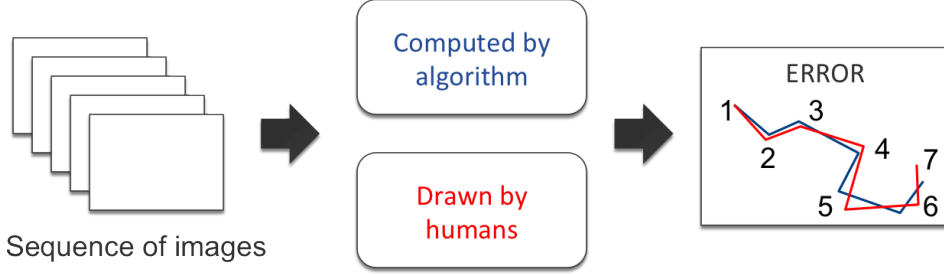 Sequence of images
Computed by
algorithm
Drawn by
humans
ERROR
1
2
3
4
5
6
7